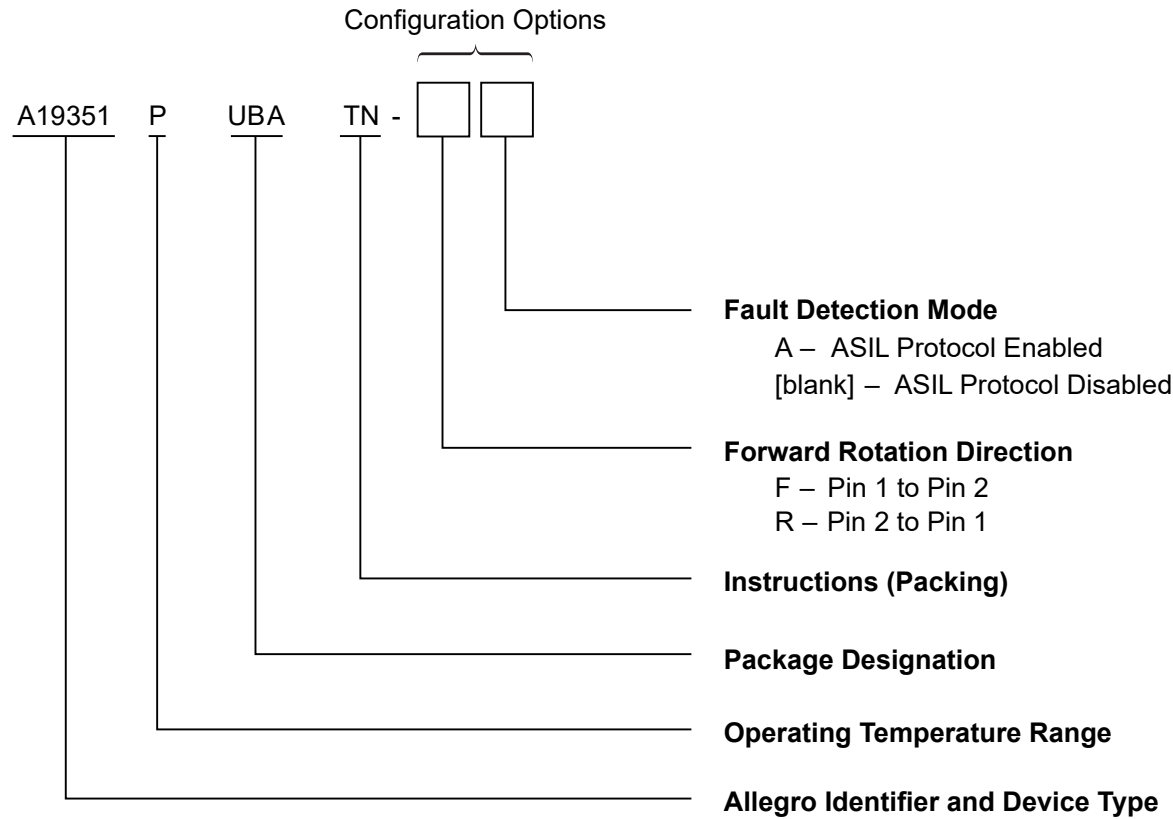 Configuration Options
A19351 P UBA TN -
Fault Detection Mode
A – ASIL Protocol Enabled
[blank] – ASIL Protocol Disabled
Forward Rotation Direction
F – Pin 1 to Pin 2
R – Pin 2 to Pin 1
Instructions (Packing)
Package Designation
Operating Temperature Range
Allegro Identifier and Device Type